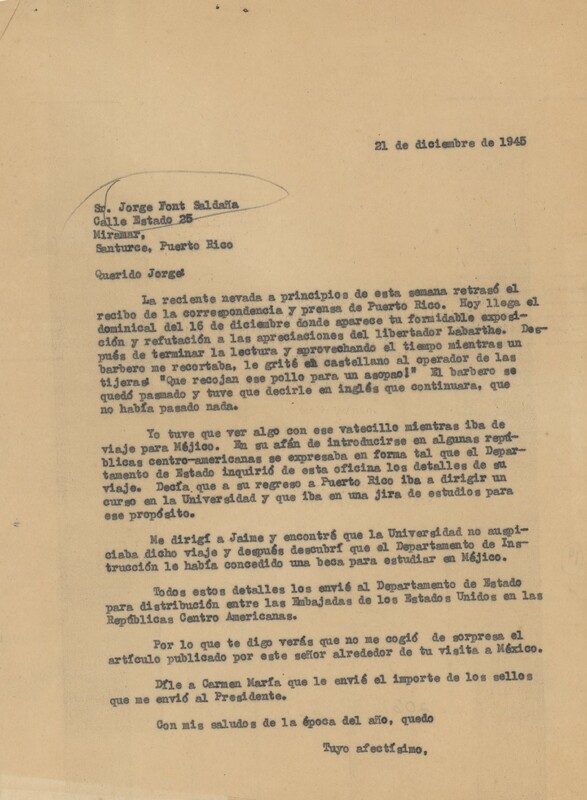 21 de diciembre de 1945
Sr. Jorge Font Saldaña
Calle Estado 25
Miramar,
Santurce, Puerto Rico
Querido Jorge:
La reciente nevada a principios de esta semana retrasó el
recibo de la correspondencia y prensa de Puerto Rico. Hoy llega el
dominical del 16 de diciembre donde aparece tu formidable exposi-
ción y refutación a las apreciaciones del libertador Labarthe. Des-
pués de terminar la lectura y aprovechando el tiempo mientras un
barbero me recortaba, le grité en castellano al operador de las
tijeras: "Que recojan ese pollo para un asopao!" El barbero se
quedó pasmado y tuve que decirle en inglés que continuara, que
no había pasado nada.
Yo tuve que ver algo con ese vatecillo mientras iba de
viaje para Méjico. En su afán de introducirse en algunas repú-
blicas centro-americanas se expresaba en forma tal que el Depar-
tamento de Estado inquirió de esta oficina los detalles de su
viaje. Decía que a su regreso a Puerto Rico iba a dirigir un
curso en la Universidad y que iba en una jira de estudios para
ese propósito.
Me dirigí a Jaime y encontré que la Universidad no auspi-
ciaba dicho viaje y después descubrí que el Departamento de Ins-
trucción le había concedido una beca para estudiar en Méjico.
Todos estos detalles los envié al Departamento de Estado
para distribución entre las Embajadas de los Estados Unidos en las
Repúblicas Centro Americanas.
Por lo que te digo verás que no me cogió de sorpresa el
artículo publicado por este señor alrededor de tu visita a México.
Díle a Carmen María que le envié el importe de los sellos
que me envió al Presidente.
Con mis saludos de la época del año, quedo
Tuyo afectísimo,